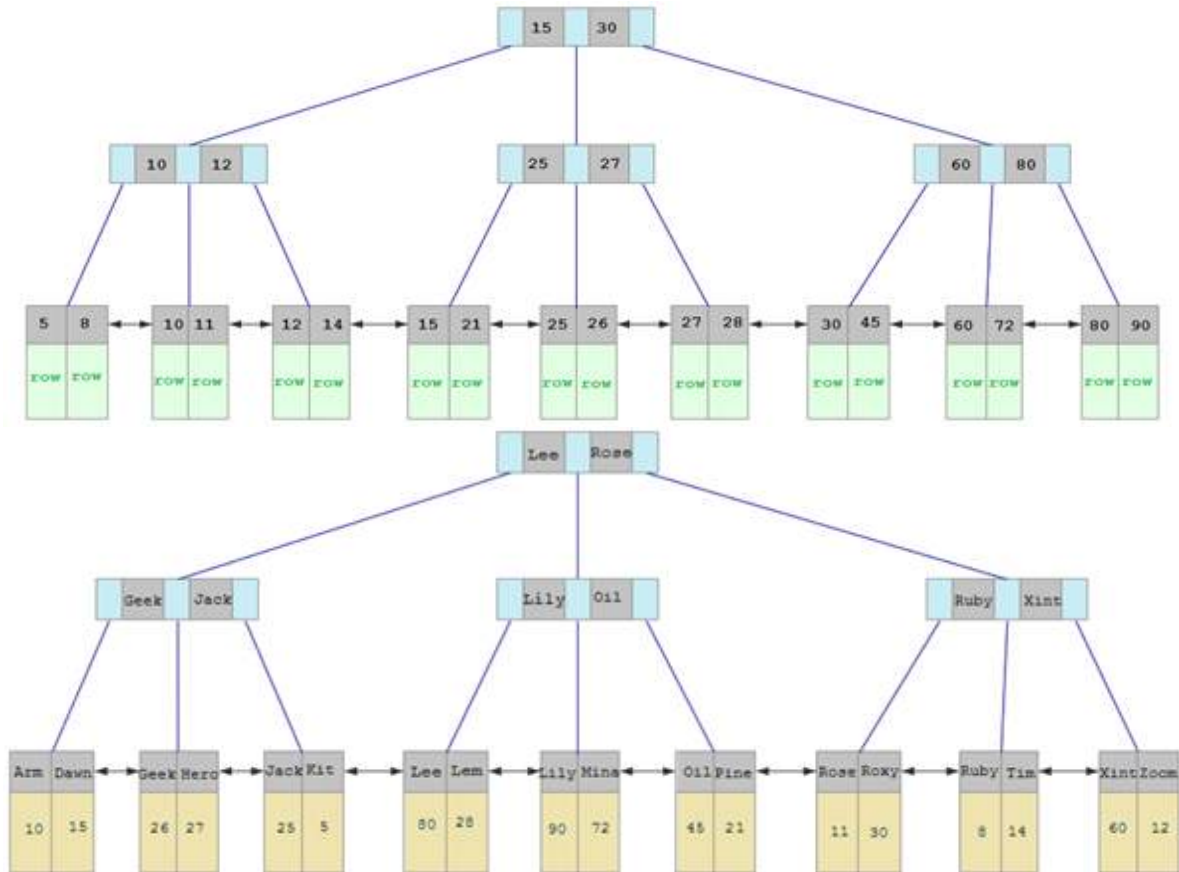 15 30
10 12 25 27 60 80
5 8 10 11 12 14 15 21 25 26 27 28 30 45 60 72 80 90
row row row row row row row row row row row row row row row row row row
Lee Rose
Geek Jack Lily Oil Ruby Xint
Arm Dawn Geek Hero Jack Kit Lee Lem Lily Mina Oil Pine Rose Roxy Ruby Tim Xint Zoom
10 15 26 27 25 5 80 28 90 72 45 21 11 30 8 14 60 12